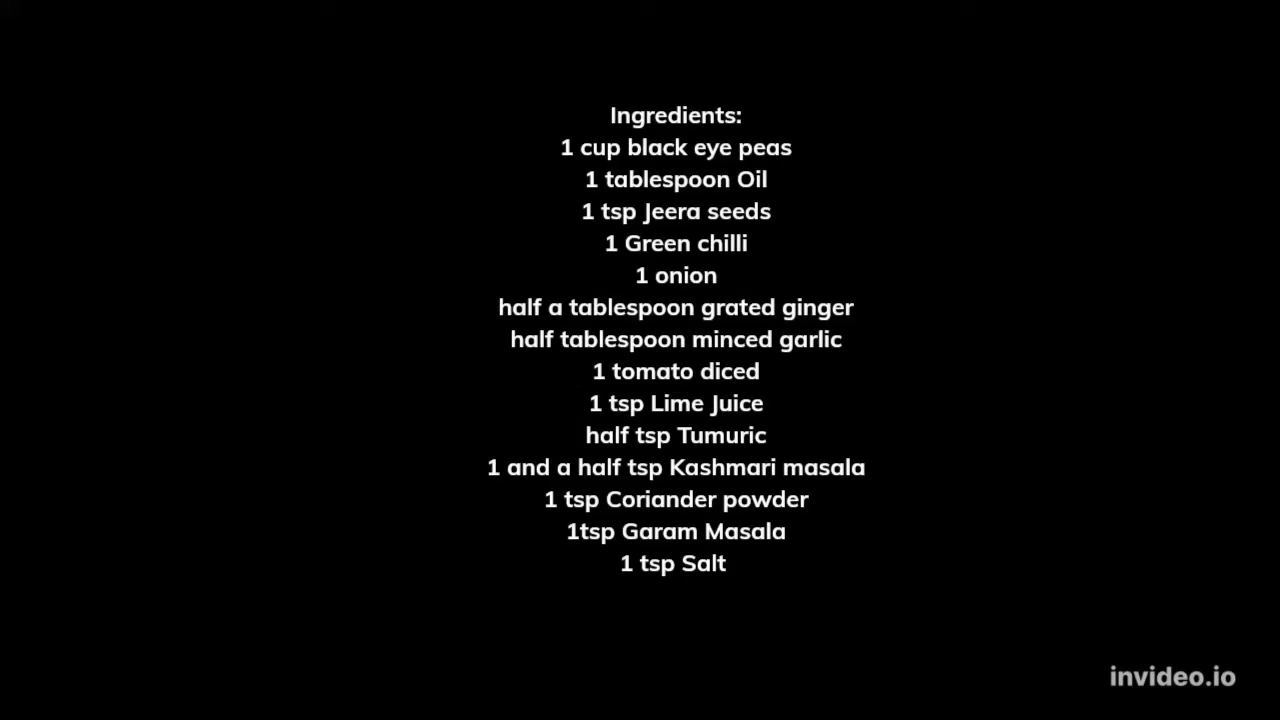 Ingredients:
1 cup black eye peas
1 tablespoon Oil
1 tsp Jeera seeds
1 Green chilli
1 onion
half a tablespoon grated ginger
half tablespoon minced garlic
1 tomato diced
1 tsp Lime Juice
half tsp Tumuric
1 and a half tsp Kashmari masala
1 tsp Coriander powder
1tsp Garam Masala
1 tsp Salt
invideo.io